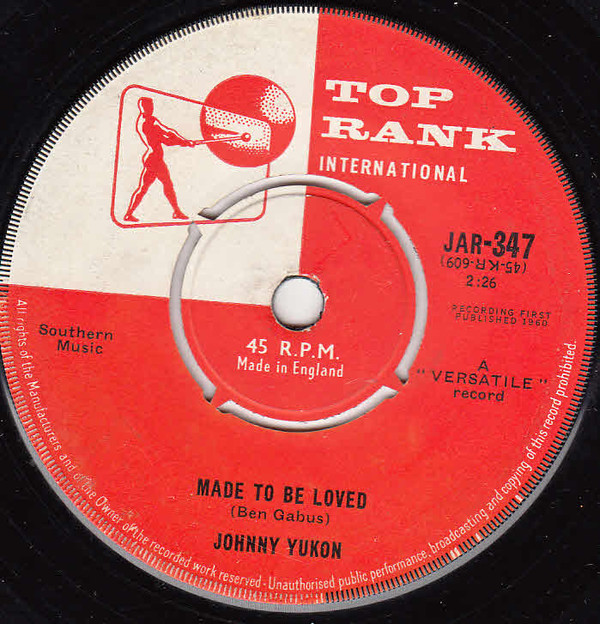 TOP
RANK
INTERNATIONAL
JAR-347
(45-KR-609)
2:26
RECORDING FIRST
PUBLISHED 1960
Southern
Music
45 R.P.M.
Made in England
A
"VERSATILE"
record
MADE TO BE LOVED
(Ben Gabus)
JOHNNY YUKON
All rights of the Manufacturers and of the Owner of the recorded work reserved - Unauthorised public performance, broadcasting and copying of this record prohibited.